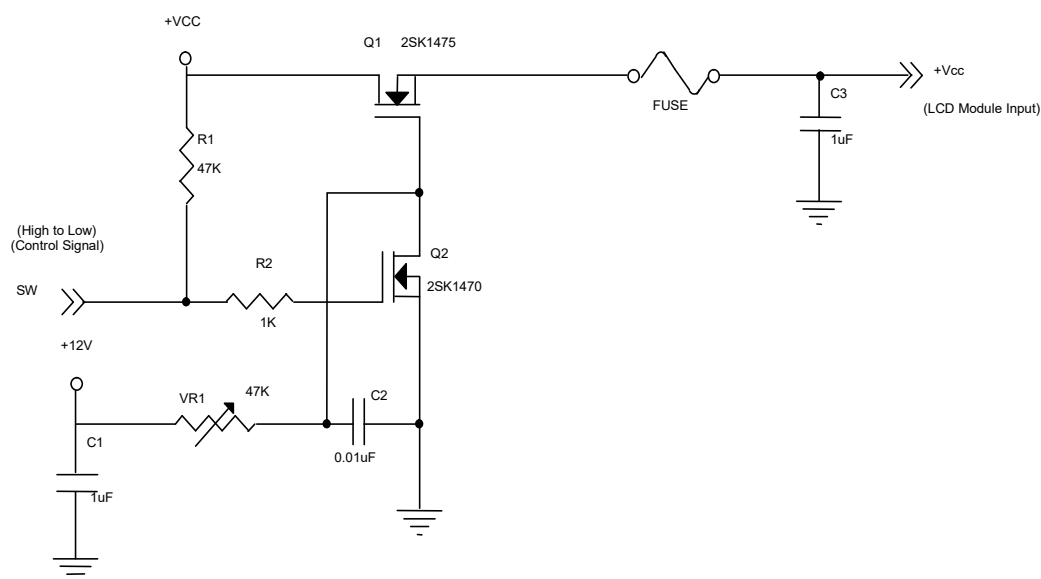 +VCC
Q1 2SK1475
+Vcc
FUSE
C3
(LCD Module Input)
R1
1uF
47K
(High to Low)
(Control Signal)
Q2
R2
SW
2SK1470
1K
+12V
47K
VR1
C2
C1
0.01uF
1uF